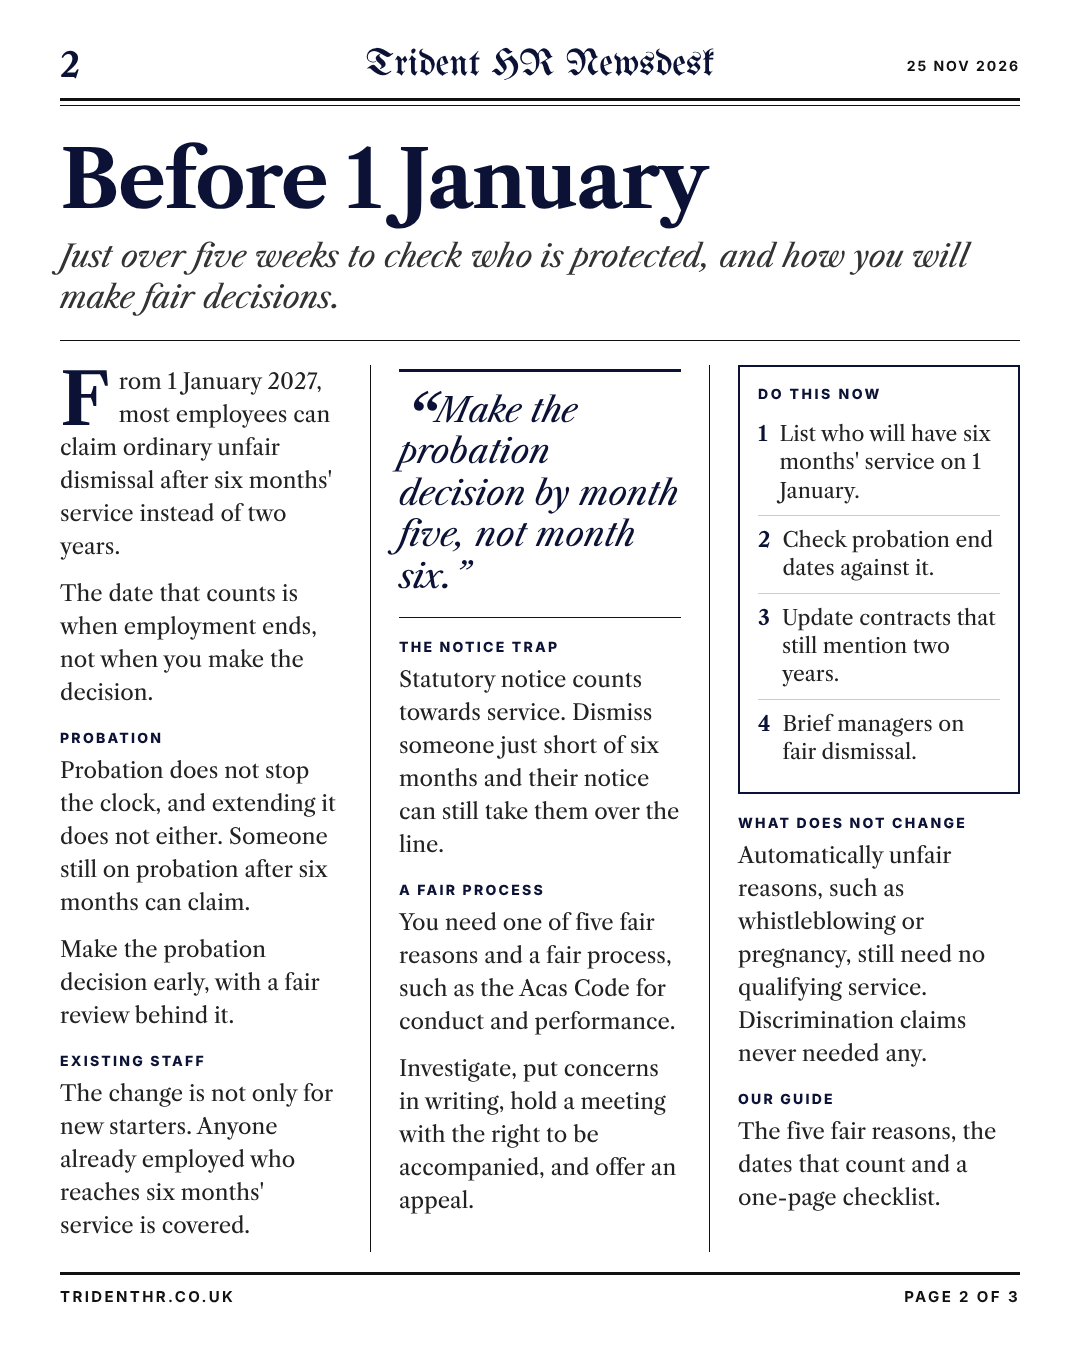 2
Trident HR Newsdesk
25 NOV 2026
Before 1 January
Just over five weeks to check who is protected, and how you will
make fair decisions.
From 1 January 2027,
most employees can
claim ordinary unfair
dismissal after six months'
service instead of two
years.
The date that counts is
when employment ends,
not when you make the
decision.
PROBATION
Probation does not stop
the clock, and extending it
does not either. Someone
still on probation after six
months can claim.
Make the probation
decision early, with a fair
review behind it.
EXISTING STAFF
The change is not only for
new starters. Anyone
already employed who
reaches six months'
service is covered.
“Make the
probation
decision by month
five, not month
six.”
THE NOTICE TRAP
Statutory notice counts
towards service. Dismiss
someone just short of six
months and their notice
can still take them over the
line.
A FAIR PROCESS
You need one of five fair
reasons and a fair process,
such as the Acas Code for
conduct and performance.
Investigate, put concerns
in writing, hold a meeting
with the right to be
accompanied, and offer an
appeal.
DO THIS NOW
1 List who will have six
months' service on 1
January.
2 Check probation end
dates against it.
3 Update contracts that
still mention two
years.
4 Brief managers on
fair dismissal.
WHAT DOES NOT CHANGE
Automatically unfair
reasons, such as
whistleblowing or
pregnancy, still need no
qualifying service.
Discrimination claims
never needed any.
OUR GUIDE
The five fair reasons, the
dates that count and a
one-page checklist.
TRIDENTHR.CO.UK
PAGE 2 OF 3